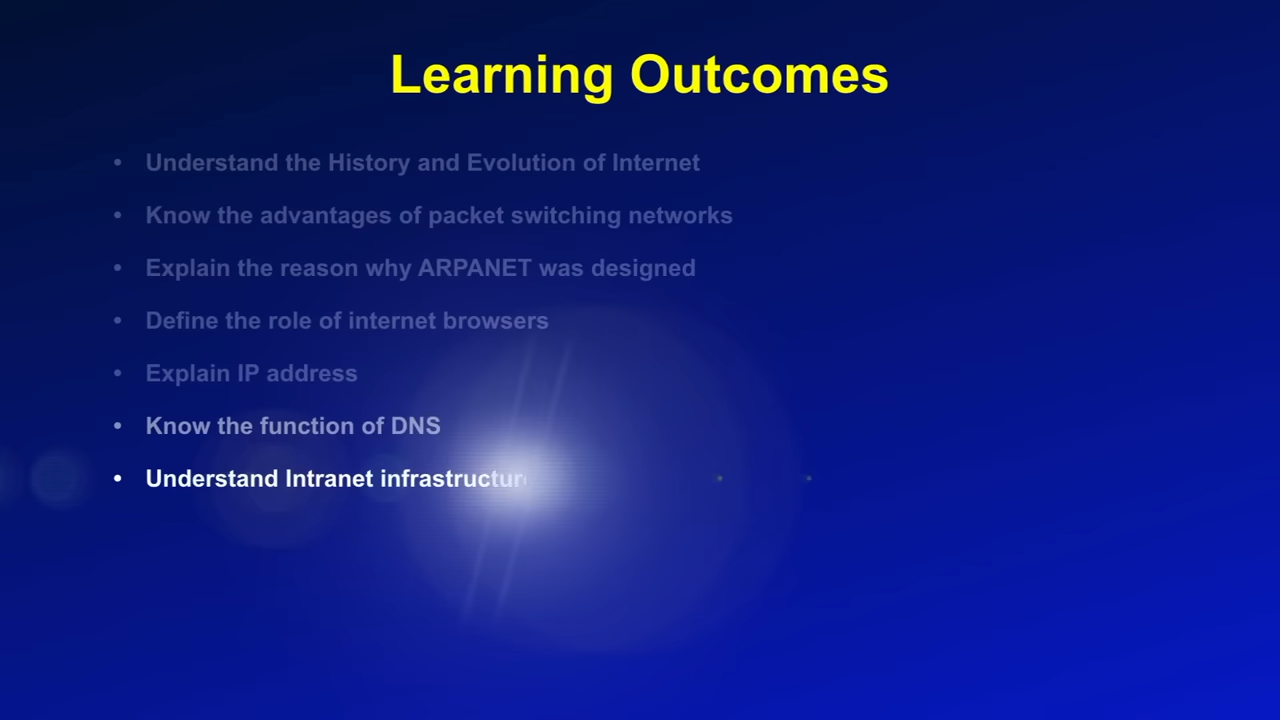 Learning Outcomes
• Understand the History and Evolution of Internet
• Know the advantages of packet switching networks
• Explain the reason why ARPANET was designed
• Define the role of internet browsers
• Explain IP address
• Know the function of DNS
• Understand Intranet infrastructure